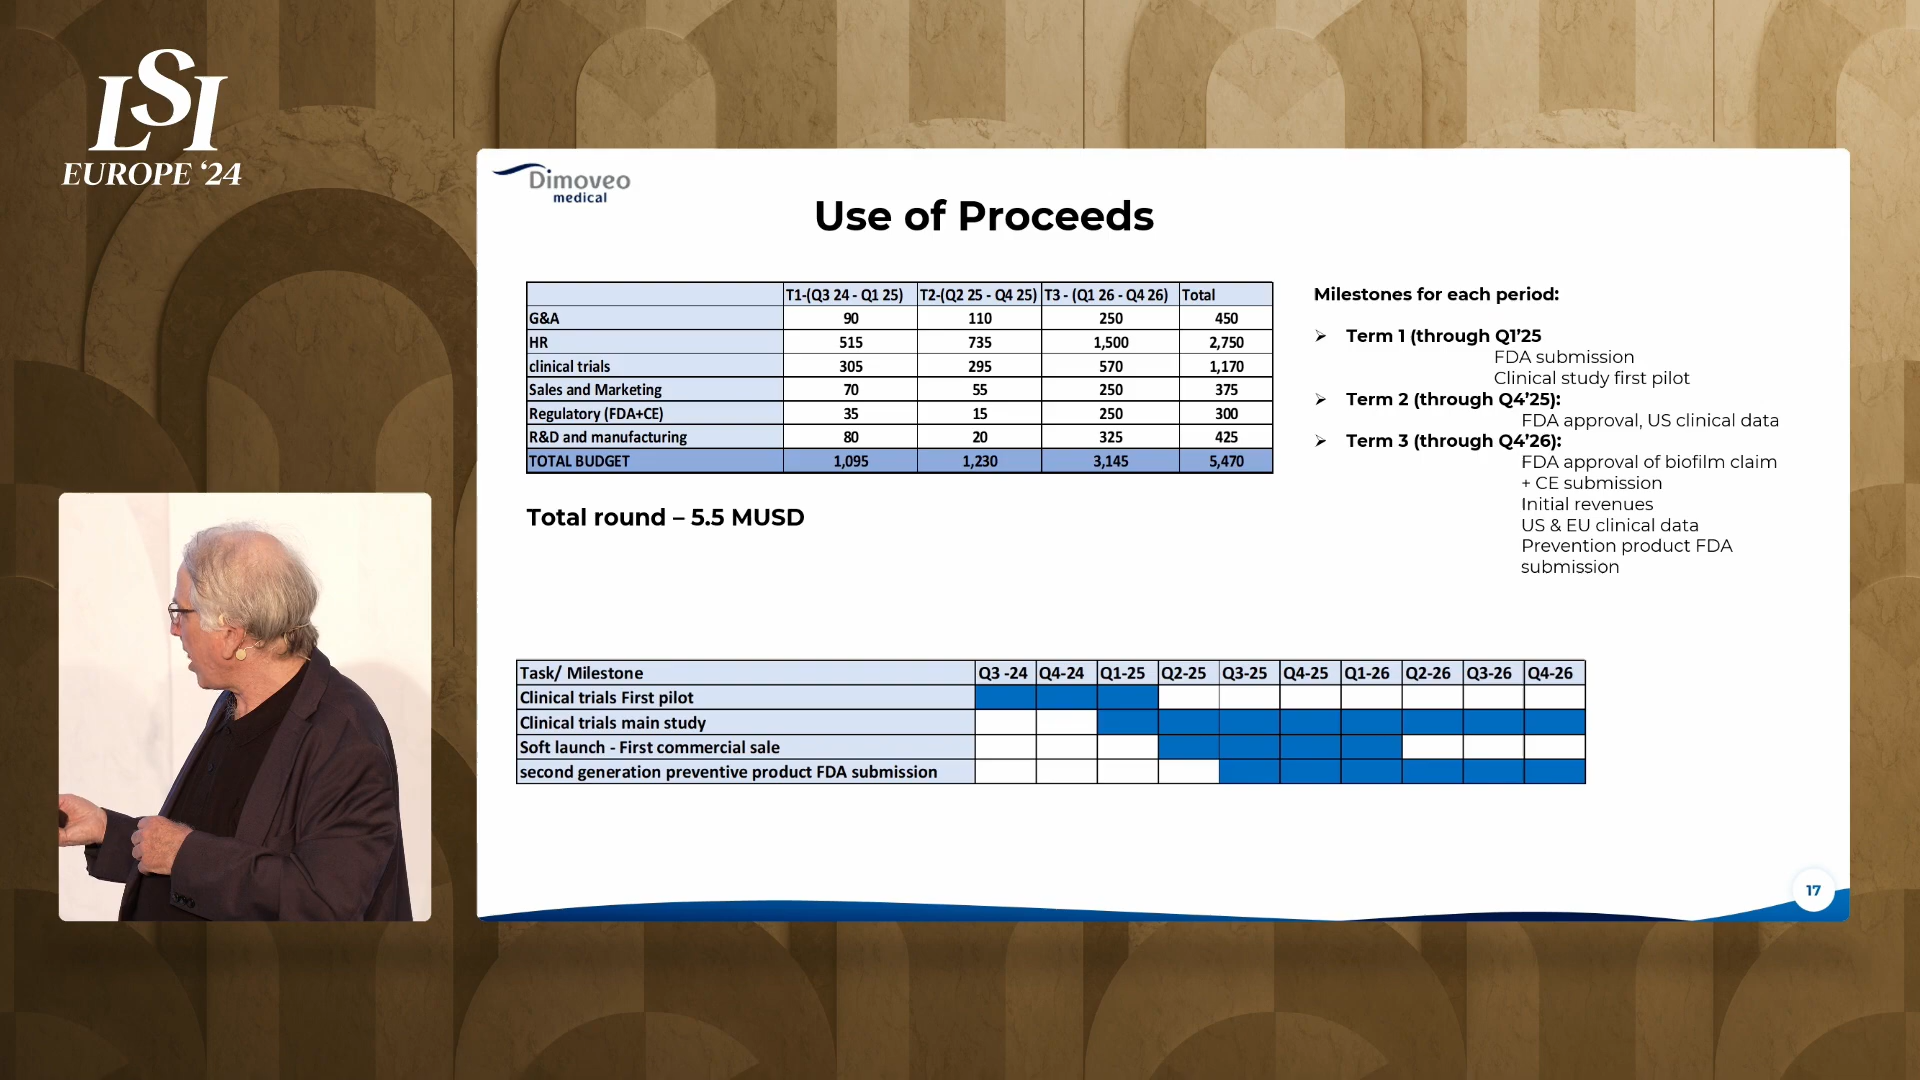 LSI
EUROPE ‘24
Dimoveo
medical
Use of Proceeds
T1-(Q3 24 - Q1 25) T2-(Q2 25 - Q4 25) T3 - (Q1 26 - Q4 26) Total
G&A 90 110 250 450
HR 515 735 1,500 2,750
clinical trials 305 295 570 1,170
Sales and Marketing 70 55 250 375
Regulatory (FDA+CE) 35 15 250 300
R&D and manufacturing 80 20 325 425
TOTAL BUDGET 1,095 1,230 3,145 5,470
Total round – 5.5 MUSD
Milestones for each period:
➢ Term 1 (through Q1’25
FDA submission
Clinical study first pilot
➢ Term 2 (through Q4’25):
FDA approval, US clinical data
➢ Term 3 (through Q4’26):
FDA approval of biofilm claim
+ CE submission
Initial revenues
US & EU clinical data
Prevention product FDA
submission
Task/ Milestone Q3 -24 Q4-24 Q1-25 Q2-25 Q3-25 Q4-25 Q1-26 Q2-26 Q3-26 Q4-26
Clinical trials First pilot
Clinical trials main study
Soft launch - First commercial sale
second generation preventive product FDA submission
17